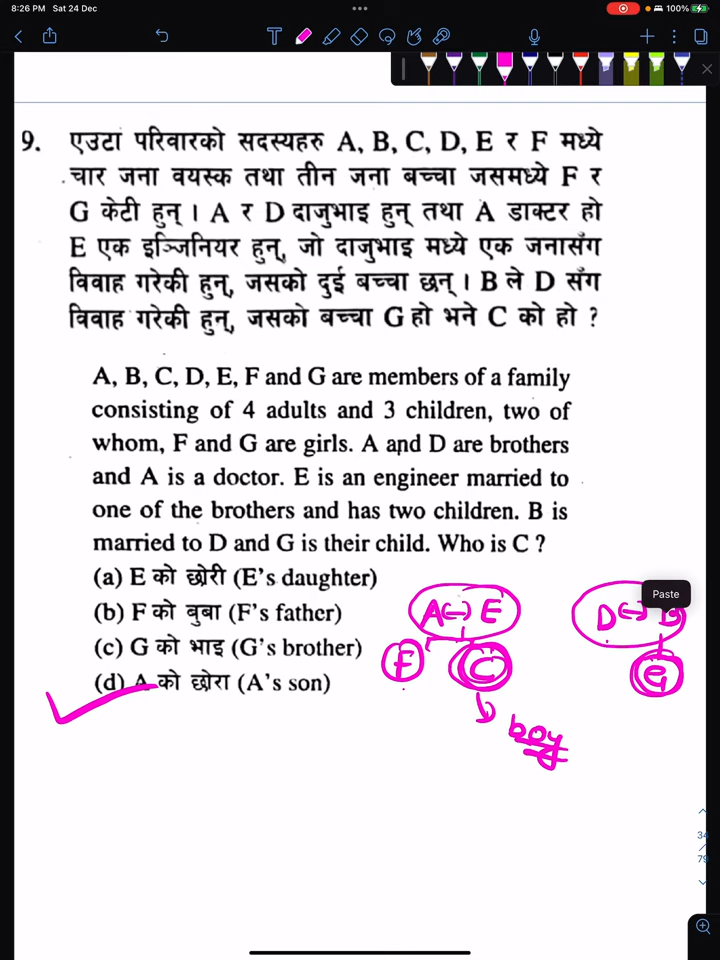 8:26 PM Sat 24 Dec
100%
9. एउटा परिवारको सदस्यहरु A, B, C, D, E र F मध्ये
चार जना वयस्क तथा तीन जना बच्चा जसमध्ये F र
G केटी हुन् । A र D दाजुभाइ हुन् तथा A डाक्टर हो
E एक इञ्जिनियर हुन्, जो दाजुभाइ मध्ये एक जनासँग
विवाह गरेकी हुन्, जसको दुई बच्चा छन् । B ले D सँग
विवाह गरेकी हुन्, जसको बच्चा G हो भने C को हो ?
A, B, C, D, E, F and G are members of a family
consisting of 4 adults and 3 children, two of
whom, F and G are girls. A and D are brothers
and A is a doctor. E is an engineer married to
one of the brothers and has two children. B is
married to D and G is their child. Who is C ?
(a) E को छोरी (E's daughter)
(b) F को बुबा (F's father)
(c) G को भाइ (G's brother)
(d) A को छोरा (A's son)
A (-) E
D (-) B
Paste
F C
G
boy
34
/
79